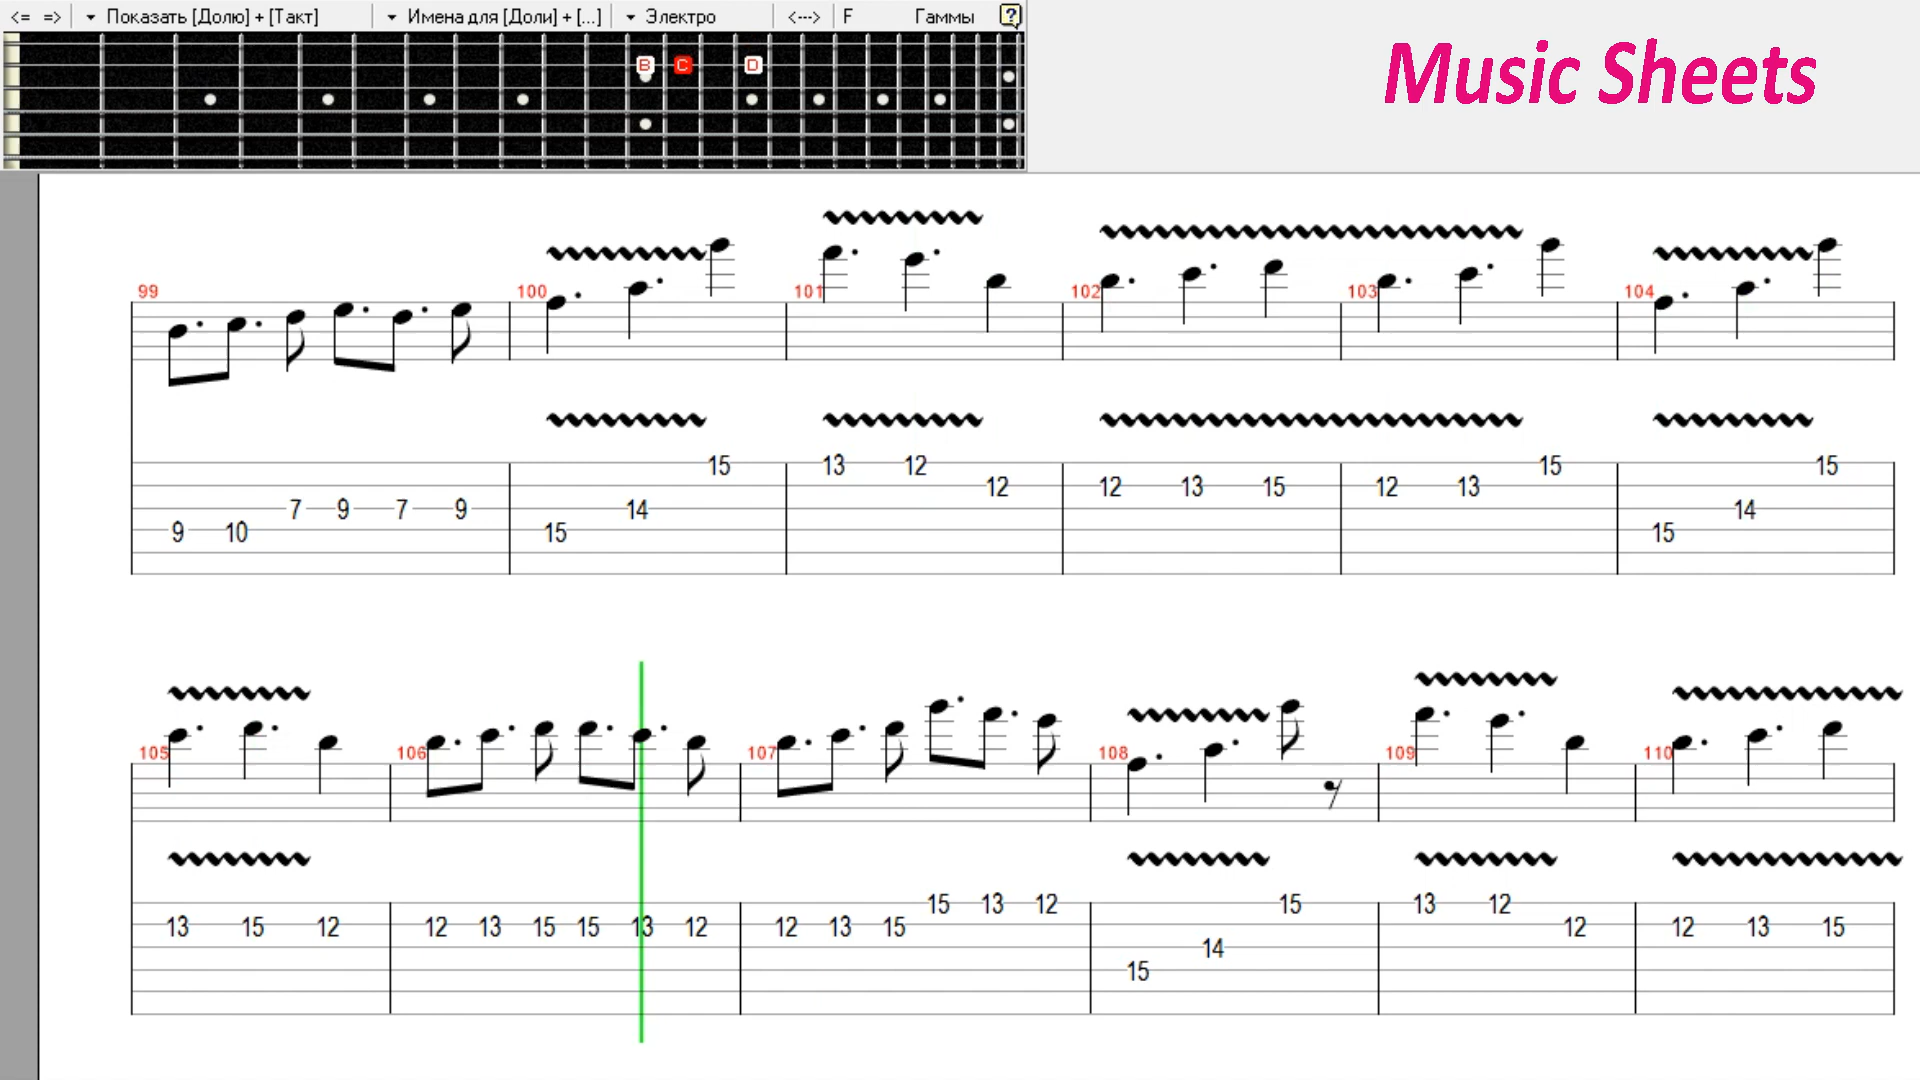 <= => Показать [Долю] + [Такт] Имена для [Доли] + [...] Электро <---> F Гаммы ?
B C D
Music Sheets
99 100 101 102 103 104
15 13 12 15 15
12 12 13 15 12 13
7 9 7 9 14 14
9 10 15 15
105 106 107 108 109 110
15 13 12 15 13 12
13 15 12 12 13 15 15 13 12 12 13 15 12 12 13 15
14
15